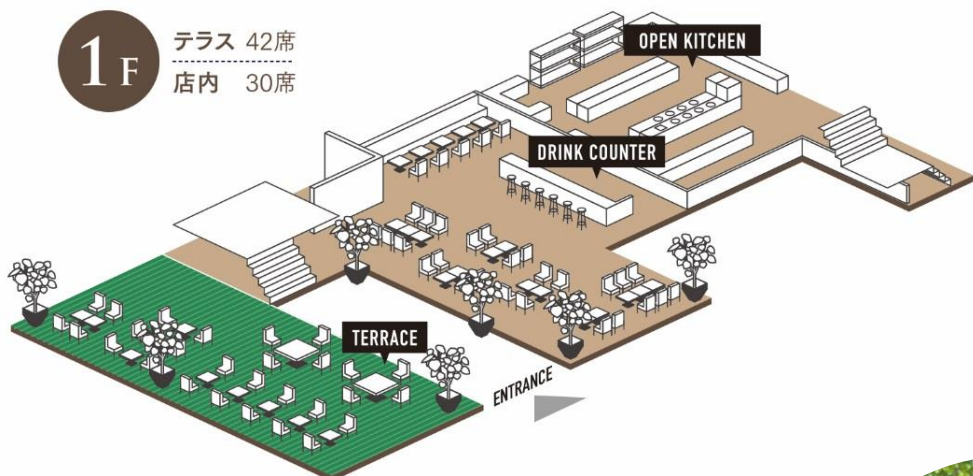 1F
テラス 42席
店内 30席
OPEN KITCHEN
DRINK COUNTER
TERRACE
ENTRANCE